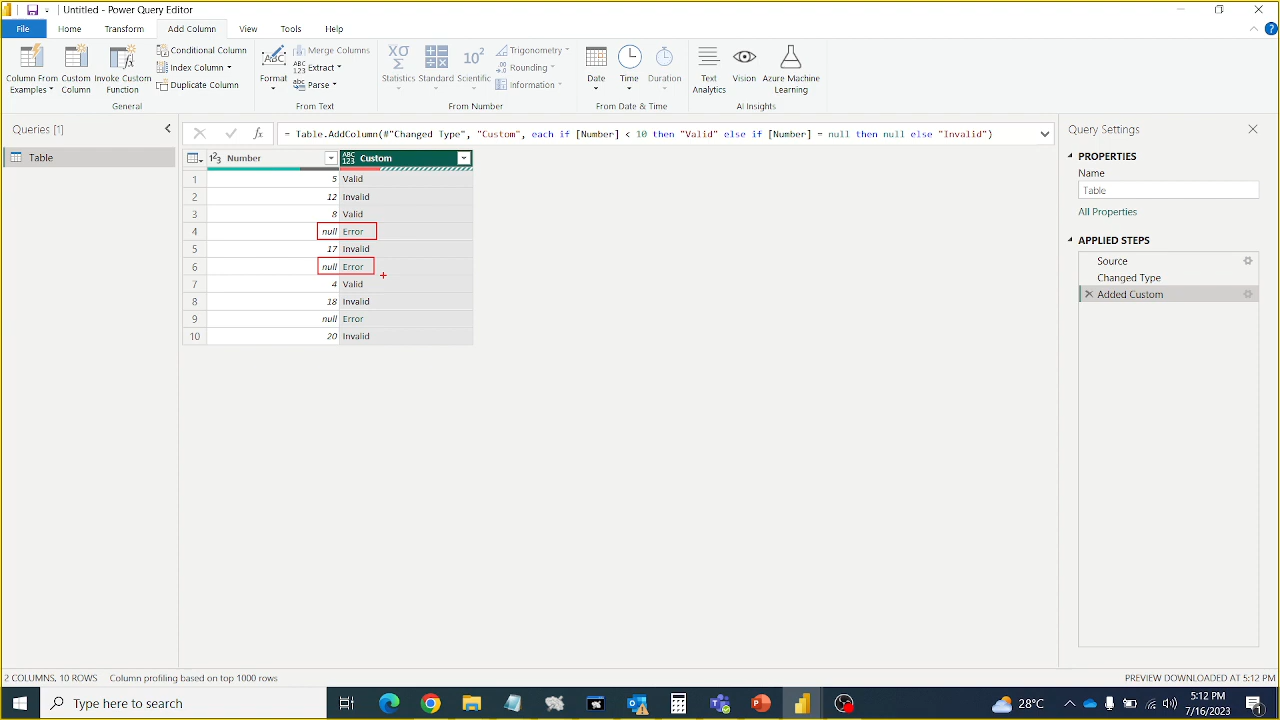 Untitled - Power Query Editor
File Home Transform Add Column View Tools Help
Column From Examples
Custom Column
Invoke Custom Function
Conditional Column
Index Column
Duplicate Column
General
Format
Merge Columns
Extract
Parse
From Text
Statistics
Standard
Scientific
Trigonometry
Rounding
Information
From Number
Date
Time
Duration
From Date & Time
Text Analytics
Vision
Azure Machine Learning
AI Insights
Queries [1]
Table
= Table.AddColumn(#"Changed Type", "Custom", each if [Number] < 10 then "Valid" else if [Number] = null then null else "Invalid")
Number Custom
1 5 Valid
2 12 Invalid
3 8 Valid
4 null Error
5 17 Invalid
6 null Error
7 4 Valid
8 18 Invalid
9 null Error
10 20 Invalid
Query Settings
PROPERTIES
Name
Table
All Properties
APPLIED STEPS
Source
Changed Type
Added Custom
2 COLUMNS, 10 ROWS Column profiling based on top 1000 rows
PREVIEW DOWNLOADED AT 5:12 PM
Type here to search
28°C
5:12 PM
7/16/2023